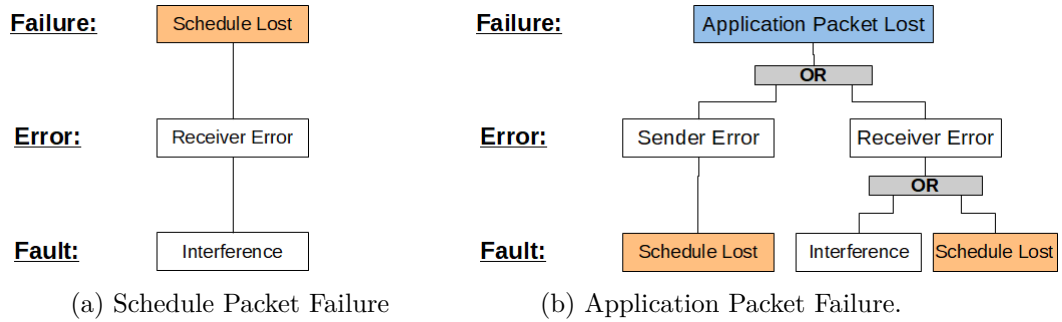 Failure: Schedule Lost Failure: Application Packet Lost
OR
Error: Receiver Error Error: Sender Error Receiver Error
OR
Fault: Interference Fault: Schedule Lost Interference Schedule Lost
(a) Schedule Packet Failure (b) Application Packet Failure.